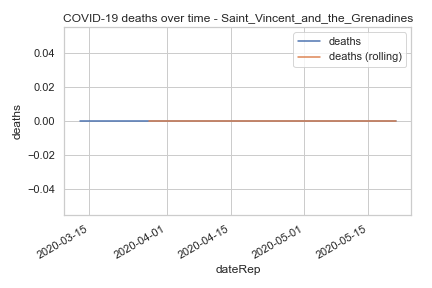 COVID-19 deaths over time - Saint_Vincent_and_the_Grenadines
deaths
deaths (rolling)
deaths
0.04
0.02
0.00
−0.02
−0.04
2020-03-15
2020-04-01
2020-04-15
2020-05-01
2020-05-15
dateRep